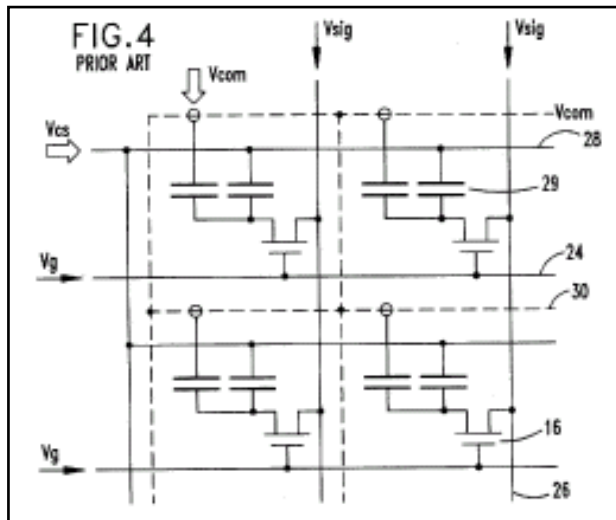 FIG.4
PRIOR ART
Vsig
Vsig
Vcom
Vcom
Vcs
28
29
Vg
24
30
Vg
16
26